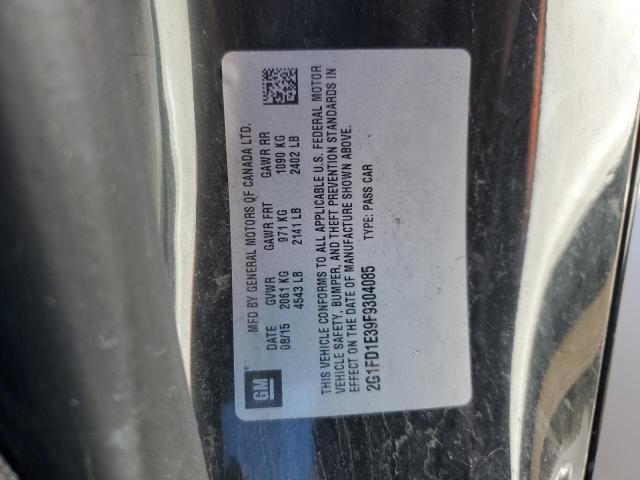 GM
MFD BY GENERAL MOTORS OF CANADA LTD.
DATE GVWR GAWR FRT GAWR RR
08/15 2061 KG 971 KG 1090 KG
4543 LB 2141 LB 2402 LB
THIS VEHICLE CONFORMS TO ALL APPLICABLE U.S. FEDERAL MOTOR
VEHICLE SAFETY, BUMPER, AND THEFT PREVENTION STANDARDS IN
EFFECT ON THE DATE OF MANUFACTURE SHOWN ABOVE.
2G1FD1E39F9304085 TYPE: PASS CAR